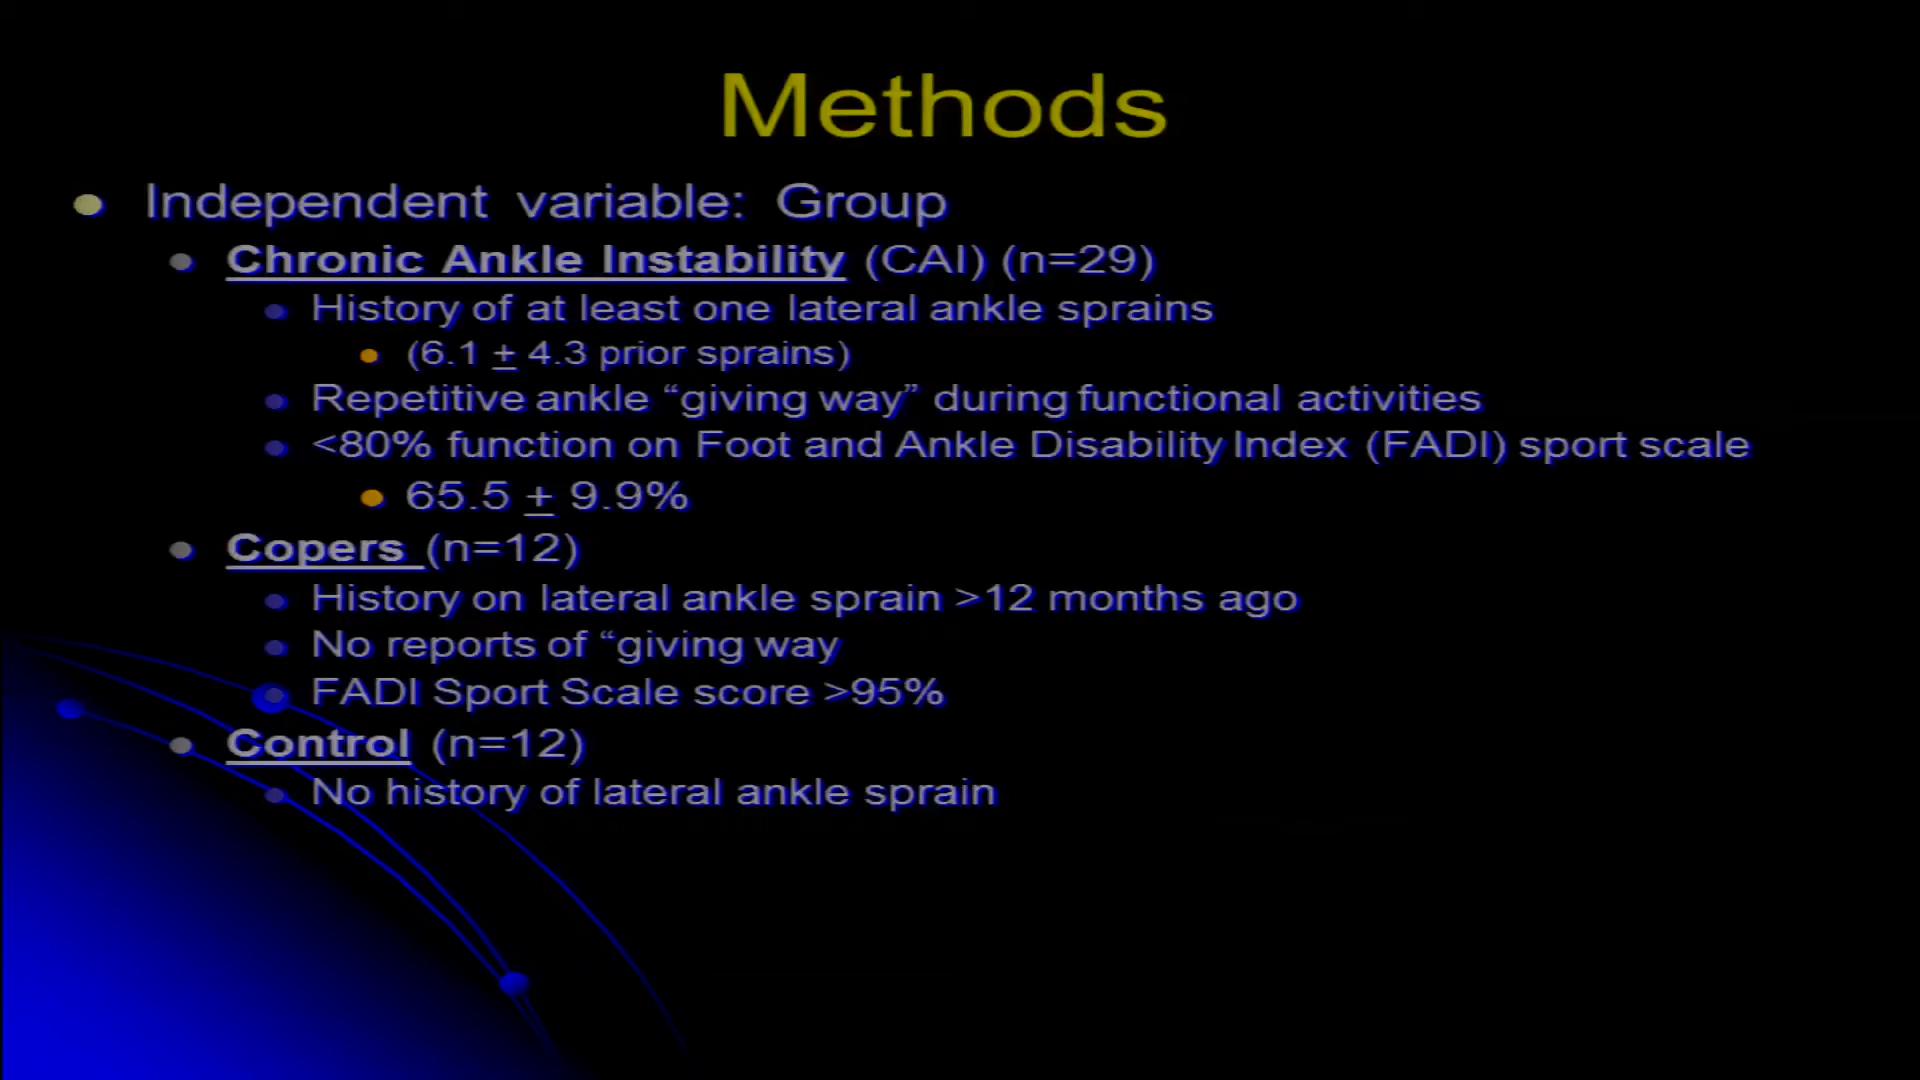 Methods
Independent variable: Group
Chronic Ankle Instability (CAI) (n=29)
History of at least one lateral ankle sprains
(6.1 ± 4.3 prior sprains)
Repetitive ankle “giving way” during functional activities
<80% function on Foot and Ankle Disability Index (FADI) sport scale
65.5 ± 9.9%
Copers (n=12)
History on lateral ankle sprain >12 months ago
No reports of “giving way
FADI Sport Scale score >95%
Control (n=12)
No history of lateral ankle sprain